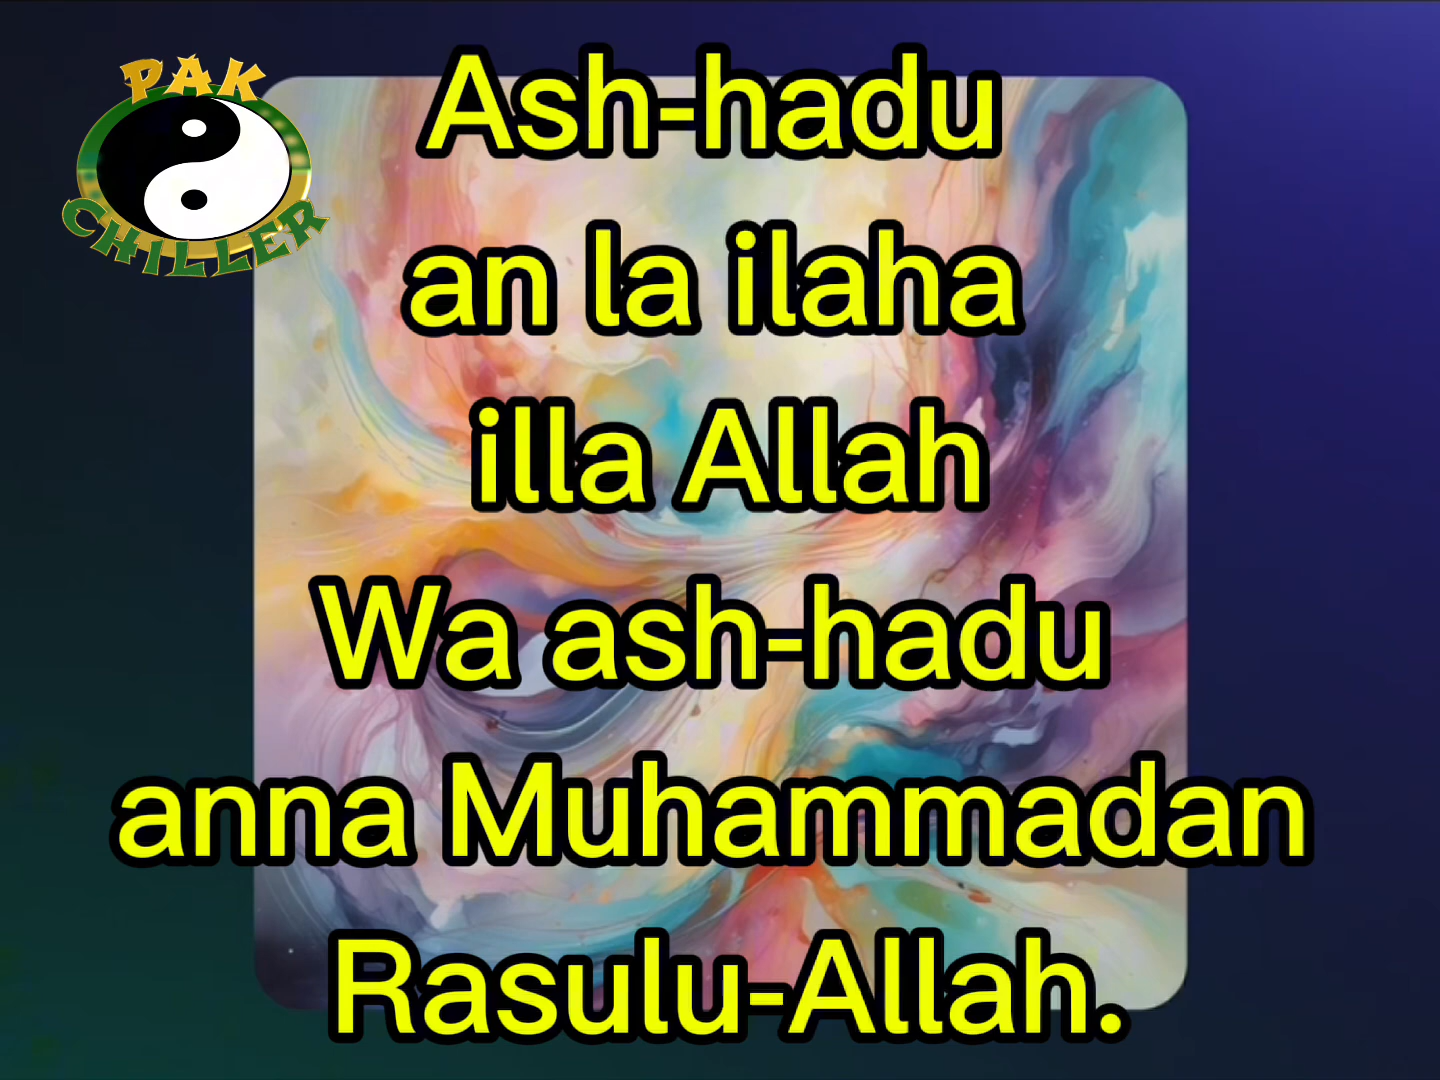 PAK
CHILLER
Ash-hadu
an la ilaha
illa Allah
Wa ash-hadu
anna Muhammadan
Rasulu-Allah.